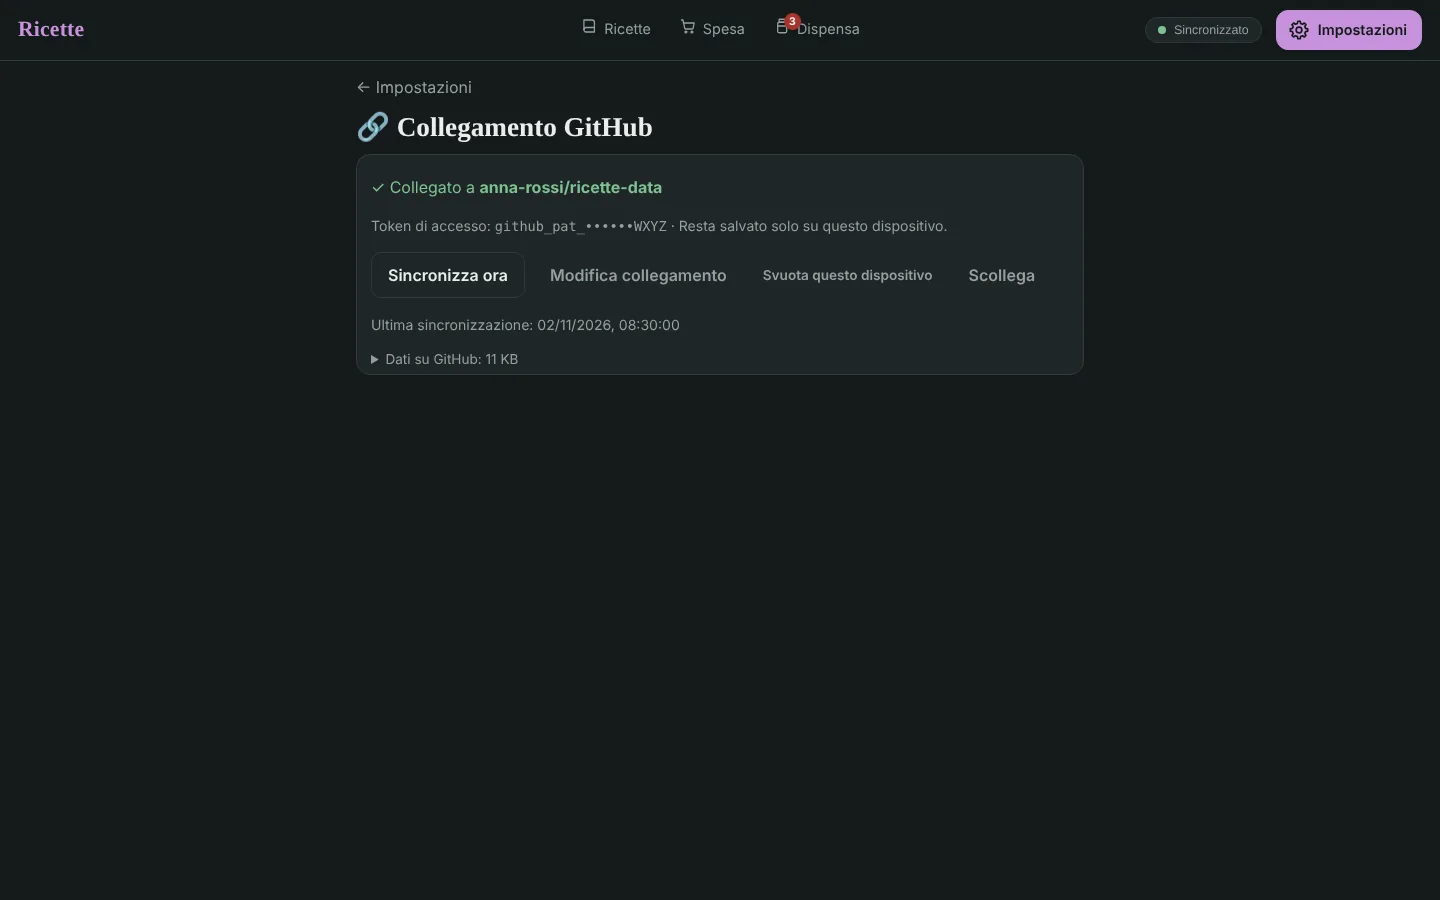 Ricette
Ricette
Spesa
3
Dispensa
Sincronizzato
Impostazioni
← Impostazioni
🔗 Collegamento GitHub
✓ Collegato a anna-rossi/ricette-data
Token di accesso: github_pat_••••••WXYZ · Resta salvato solo su questo dispositivo.
Sincronizza ora
Modifica collegamento
Svuota questo dispositivo
Scollega
Ultima sincronizzazione: 02/11/2026, 08:30:00
▶ Dati su GitHub: 11 KB